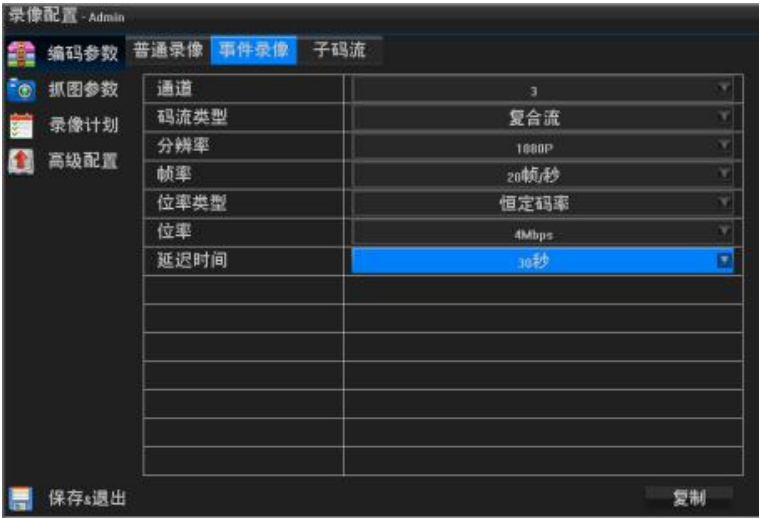 录像配置 - Admin
编码参数 普通录像 事件录像 子码流
抓图参数
录像计划
高级配置
通道 3
码流类型 复合流
分辨率 1080P
帧率 20帧/秒
位率类型 恒定码率
位率 4Mbps
延迟时间 30秒
保存&退出 复制